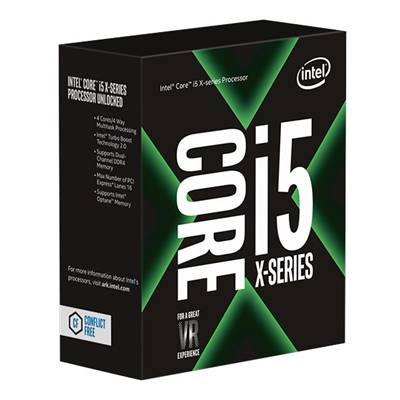 INTEL® CORE™ i5 X-SERIES
PROCESSOR UNLOCKED
• 4 Cores/4 Way
Multitask Processing
• Intel® Turbo Boost
Technology 2.0
• Supports Dual-
Channel DDR4
Memory
• Max Number of PCI
Express® Lanes 16
• Supports Intel®
Optane™ Memory
For more information about Intel's
processors, visit ark.intel.com
CF
CONFLICT
FREE
Intel® Core™ i5 X-series Processor
intel
CORE
i5
X-SERIES
FOR A GREAT
VR
EXPERIENCE